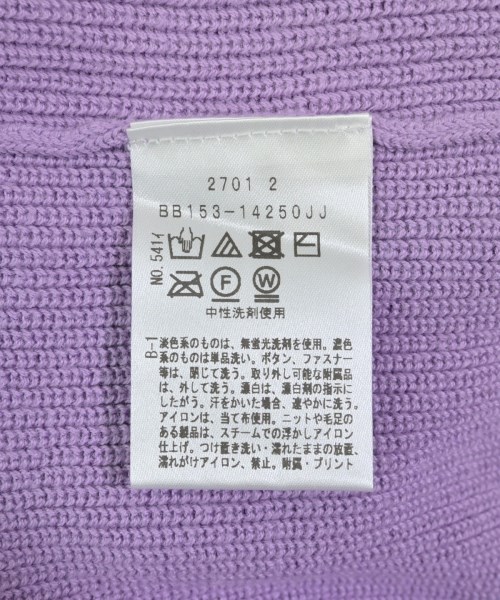 2701 2
BB153-14250JJ
NO.541イ
F W
中性洗剤使用
B-1
淡色系のものは、無蛍光洗剤を使用。濃色
系のものは単品洗い。ボタン、ファスナー
等は、閉じて洗う。取り外し可能な附属品
は、外して洗う。漂白は、漂白剤の指示に
したがう。汗をかいた場合、速やかに洗う。
アイロンは、当て布使用。ニットや毛足の
ある製品は、スチームでの浮かしアイロン
仕上げ。つけ置き洗い・濡れたままの放置、
濡れがけアイロン、禁止。附属・プリント